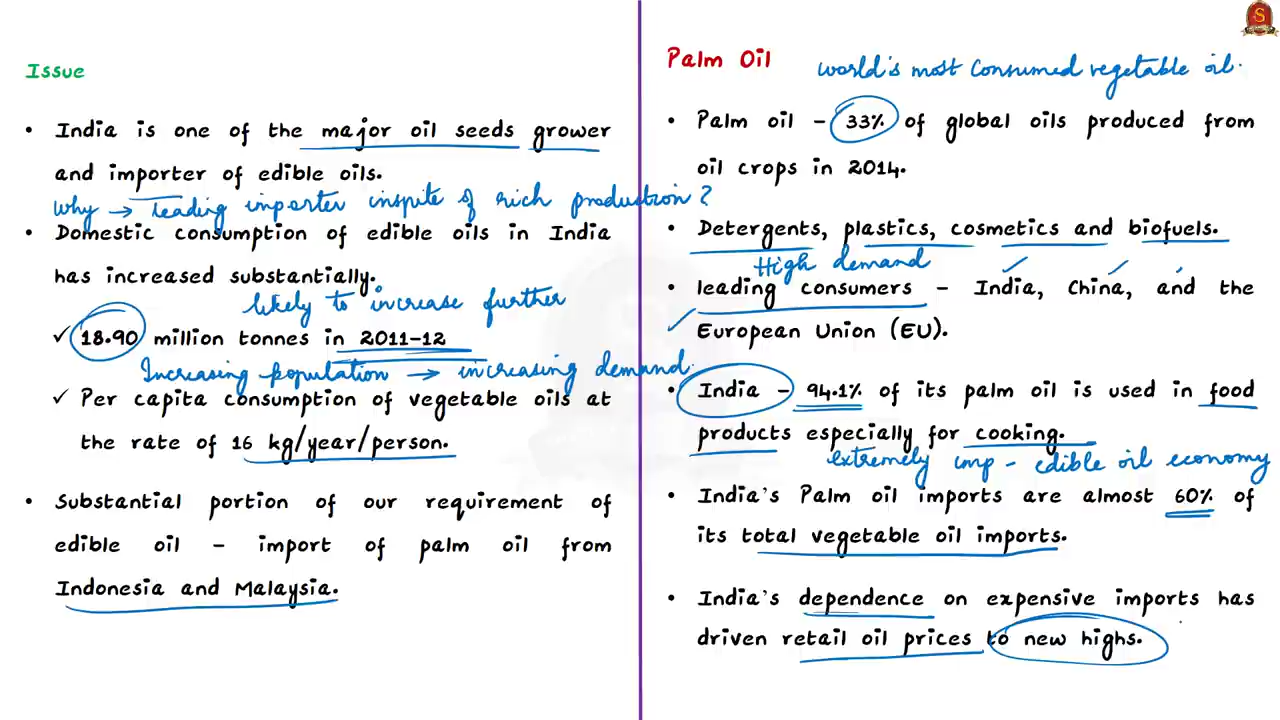 Issue
• India is one of the major oil seeds grower
and importer of edible oils.
why → leading importer inspite of rich production?
• Domestic consumption of edible oils in India
has increased substantially.
likely to increase further
✓ 18.90 million tonnes in 2011-12
Increasing population → increasing demand.
✓ Per capita consumption of vegetable oils at
the rate of 16 kg/year/person.
• Substantial portion of our requirement of
edible oil - import of palm oil from
Indonesia and Malaysia.
Palm Oil
world's most consumed vegetable oil.
• Palm oil - 33% of global oils produced from
oil crops in 2014.
• Detergents, plastics, cosmetics and biofuels.
High demand
• leading consumers - India, China, and the
European Union (EU).
• India - 94.1% of its palm oil is used in food
products especially for cooking.
extremely imp - edible oil economy
• India's Palm oil imports are almost 60% of
its total vegetable oil imports.
• India's dependence on expensive imports has
driven retail oil prices to new highs.